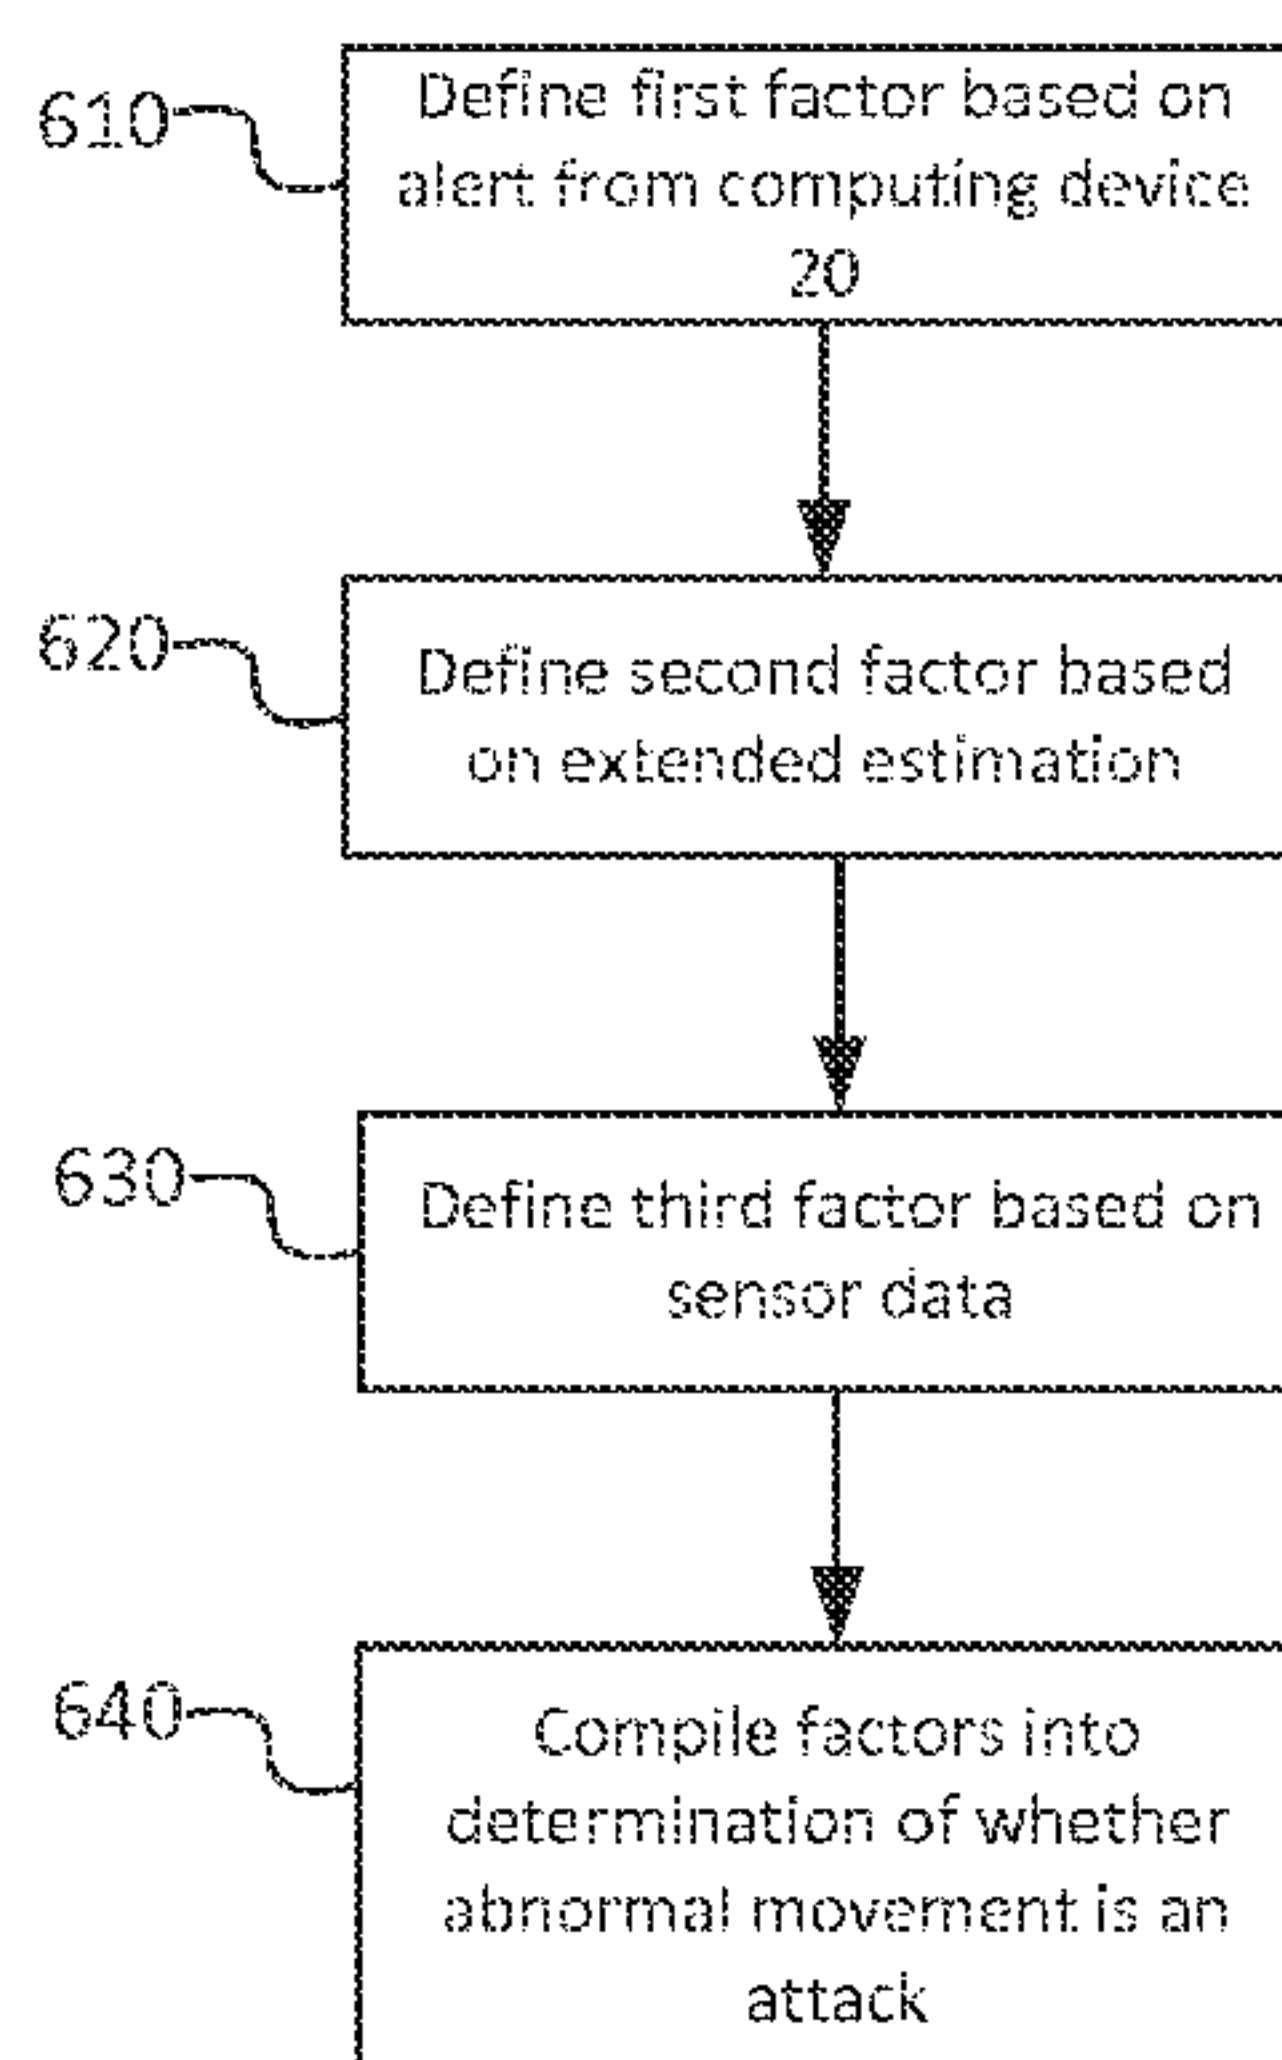 610
Define first factor based on
alert from computing device
20
620
Define second factor based
on extended estimation
630
Define third factor based on
sensor data
640
Compile factors into
determination of whether
abnormal movement is an
attack